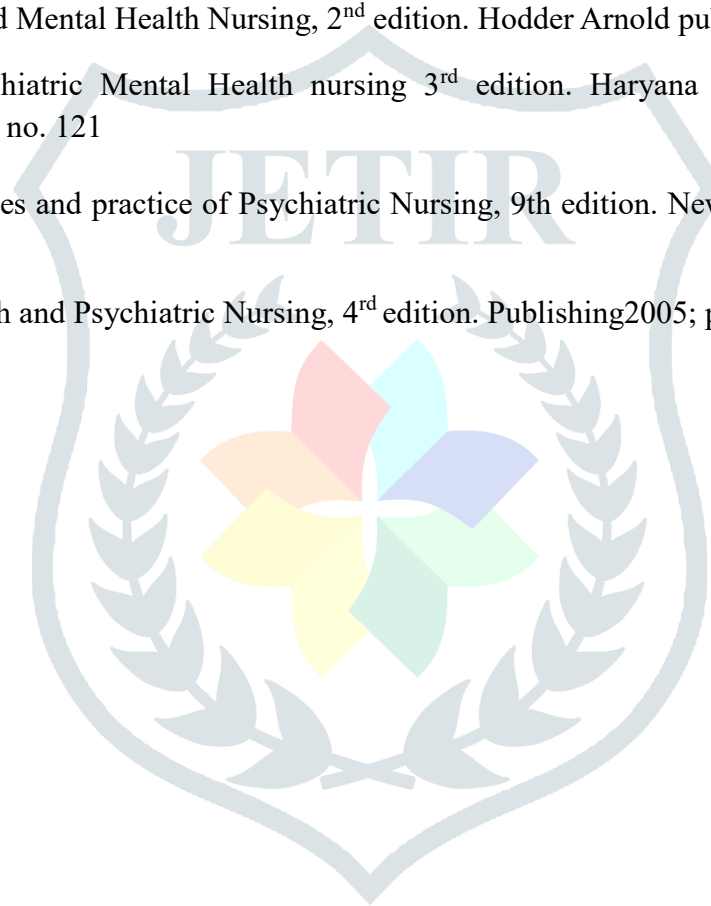 d Mental Health Nursing, 2nd edition. Hodder Arnold pu
hiatric Mental Health nursing 3rd edition. Haryana
no. 121
JETIR
es and practice of Psychiatric Nursing, 9th edition. Nev
h and Psychiatric Nursing, 4rd edition. Publishing2005; p